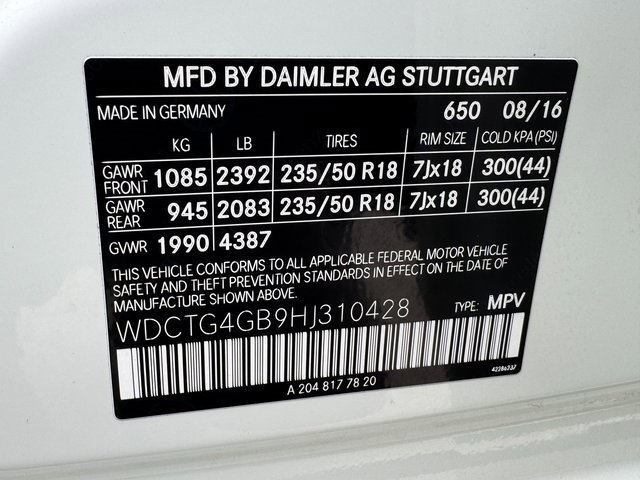 MFD BY DAIMLER AG STUTTGART
MADE IN GERMANY 650 08/16
KG LB TIRES RIM SIZE COLD KPA (PSI)
GAWR FRONT 1085 2392 235/50 R18 7Jx18 300(44)
GAWR REAR 945 2083 235/50 R18 7Jx18 300(44)
GVWR 1990 4387
THIS VEHICLE CONFORMS TO ALL APPLICABLE FEDERAL MOTOR VEHICLE
SAFETY AND THEFT PREVENTION STANDARDS IN EFFECT ON THE DATE OF
MANUFACTURE SHOWN ABOVE.
WDCTG4GB9HJ310428 TYPE: MPV
A 204 817 78 20